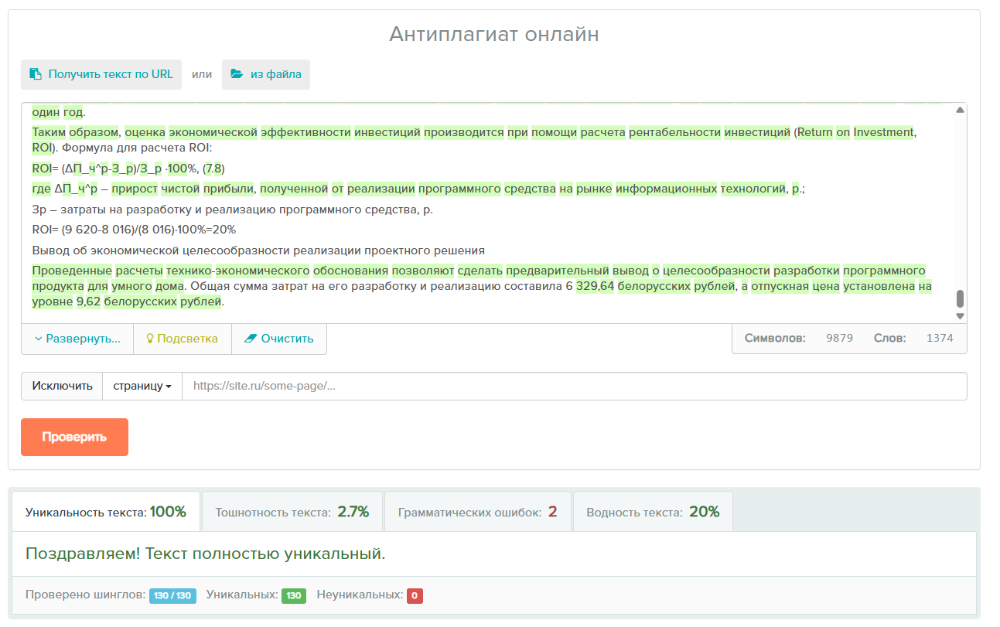 Антиплагиат онлайн
Получить текст по URL или из файла
один год.
Таким образом, оценка экономической эффективности инвестиций производится при помощи расчета рентабельности инвестиций (Return on Investment,
ROI). Формула для расчета ROI:
ROI= (ΔП_ч^р-З_р)/З_р ·100%, (7.8)
где ΔП_ч^р – прирост чистой прибыли, полученной от реализации программного средства на рынке информационных технологий, р.;
Зр – затраты на разработку и реализацию программного средства, р.
ROI= (9 620-8 016)/(8 016)·100%=20%
Вывод об экономической целесообразности реализации проектного решения
Проведенные расчеты технико-экономического обоснования позволяют сделать предварительный вывод о целесообразности разработки программного
продукта для умного дома. Общая сумма затрат на его разработку и реализацию составила 6 329,64 белорусских рублей, а отпускная цена установлена на
уровне 9,62 белорусских рублей.
Развернуть... Подсветка Очистить Символов: 9879 Слов: 1374
Исключить страницу https://site.ru/some-page/...
Проверить
Уникальность текста: 100% Тошнотность текста: 2.7% Грамматических ошибок: 2 Водность текста: 20%
Поздравляем! Текст полностью уникальный.
Проверено шинглов: 130 / 130 Уникальных: 130 Неуникальных: 0